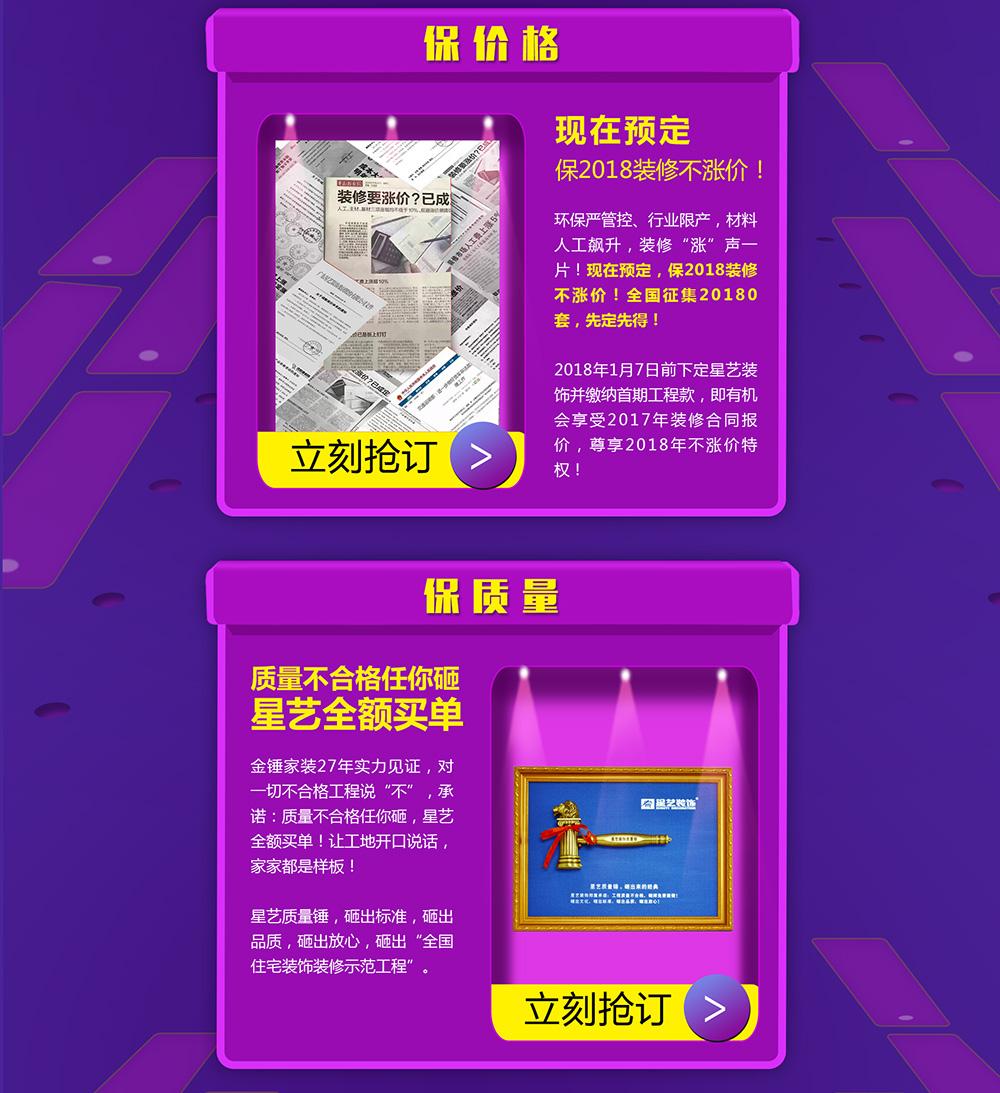 保价格
现在预定
保2018装修不涨价！
环保严管控、行业限产，材料
人工飙升，装修“涨”声一
片！现在预定，保2018装修
不涨价！全国征集20180
套，先定先得！
2018年1月7日前下定星艺装
饰并缴纳首期工程款，即有机
会享受2017年装修合同报
价，尊享2018年不涨价特
权！
装修要涨价？已成
立刻抢订
保质量
质量不合格任你砸
星艺全额买单
金锤家装27年实力见证，对
一切不合格工程说“不”，承
诺：质量不合格任你砸，星艺
全额买单！让工地开口说话，
家家都是样板！
星艺质量锤，砸出标准，砸出
品质，砸出放心，砸出“全国
住宅装饰装修示范工程”。
星艺装饰
星艺质量锤，砸出来的经典
立刻抢订